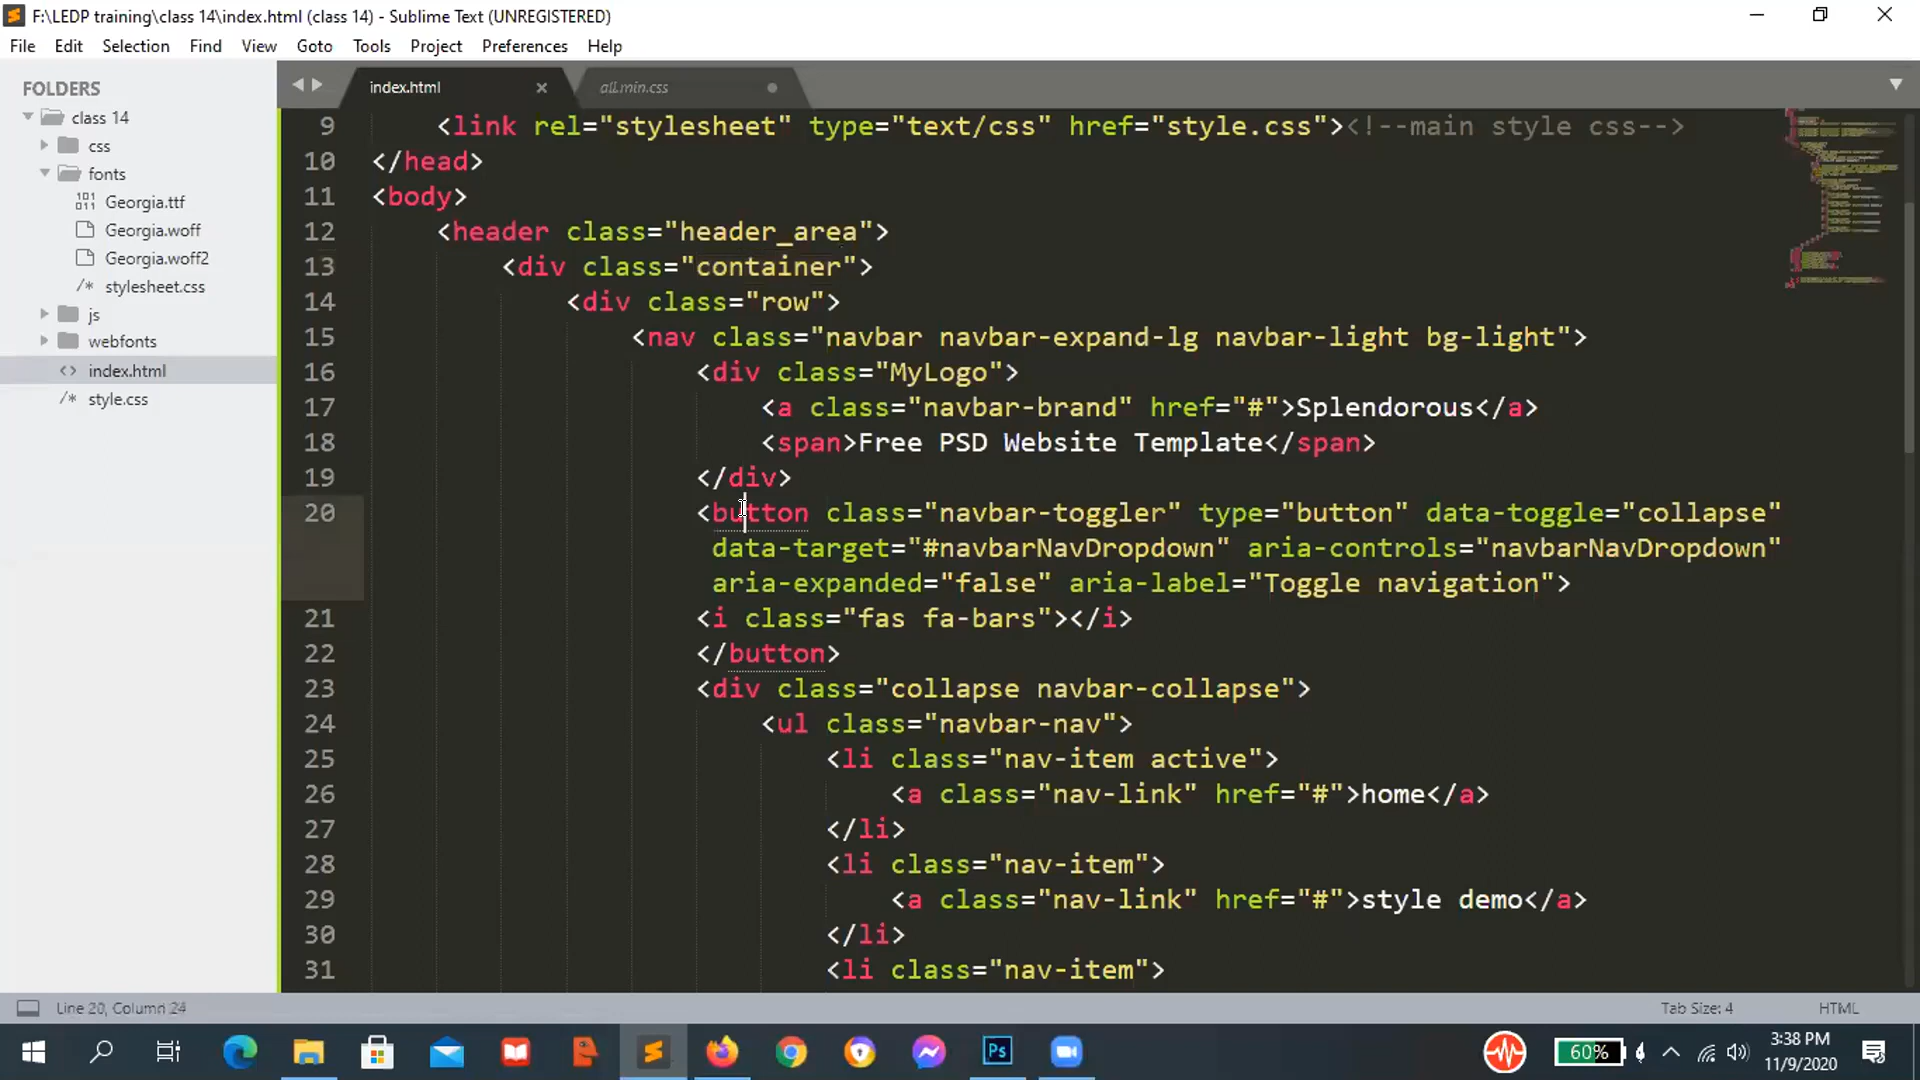 F:\LEDP training\class 14\index.html (class 14) - Sublime Text (UNREGISTERED)
File Edit Selection Find View Goto Tools Project Preferences Help
FOLDERS
class 14
css
fonts
Georgia.ttf
Georgia.woff
Georgia.woff2
/* stylesheet.css
js
webfonts
<> index.html
/* style.css
index.html × all.min.css
9 <link rel="stylesheet" type="text/css" href="style.css"><!--main style css-->
10 </head>
11 <body>
12 <header class="header_area">
13 <div class="container">
14 <div class="row">
15 <nav class="navbar navbar-expand-lg navbar-light bg-light">
16 <div class="MyLogo">
17 <a class="navbar-brand" href="#">Splendorous</a>
18 <span>Free PSD Website Template</span>
19 </div>
20 <button class="navbar-toggler" type="button" data-toggle="collapse"
data-target="#navbarNavDropdown" aria-controls="navbarNavDropdown"
aria-expanded="false" aria-label="Toggle navigation">
21 <i class="fas fa-bars"></i>
22 </button>
23 <div class="collapse navbar-collapse">
24 <ul class="navbar-nav">
25 <li class="nav-item active">
26 <a class="nav-link" href="#">home</a>
27 </li>
28 <li class="nav-item">
29 <a class="nav-link" href="#">style demo</a>
30 </li>
31 <li class="nav-item">
Line 20, Column 24 Tab Size: 4 HTML
Ps 60% 3:38 PM
11/9/2020